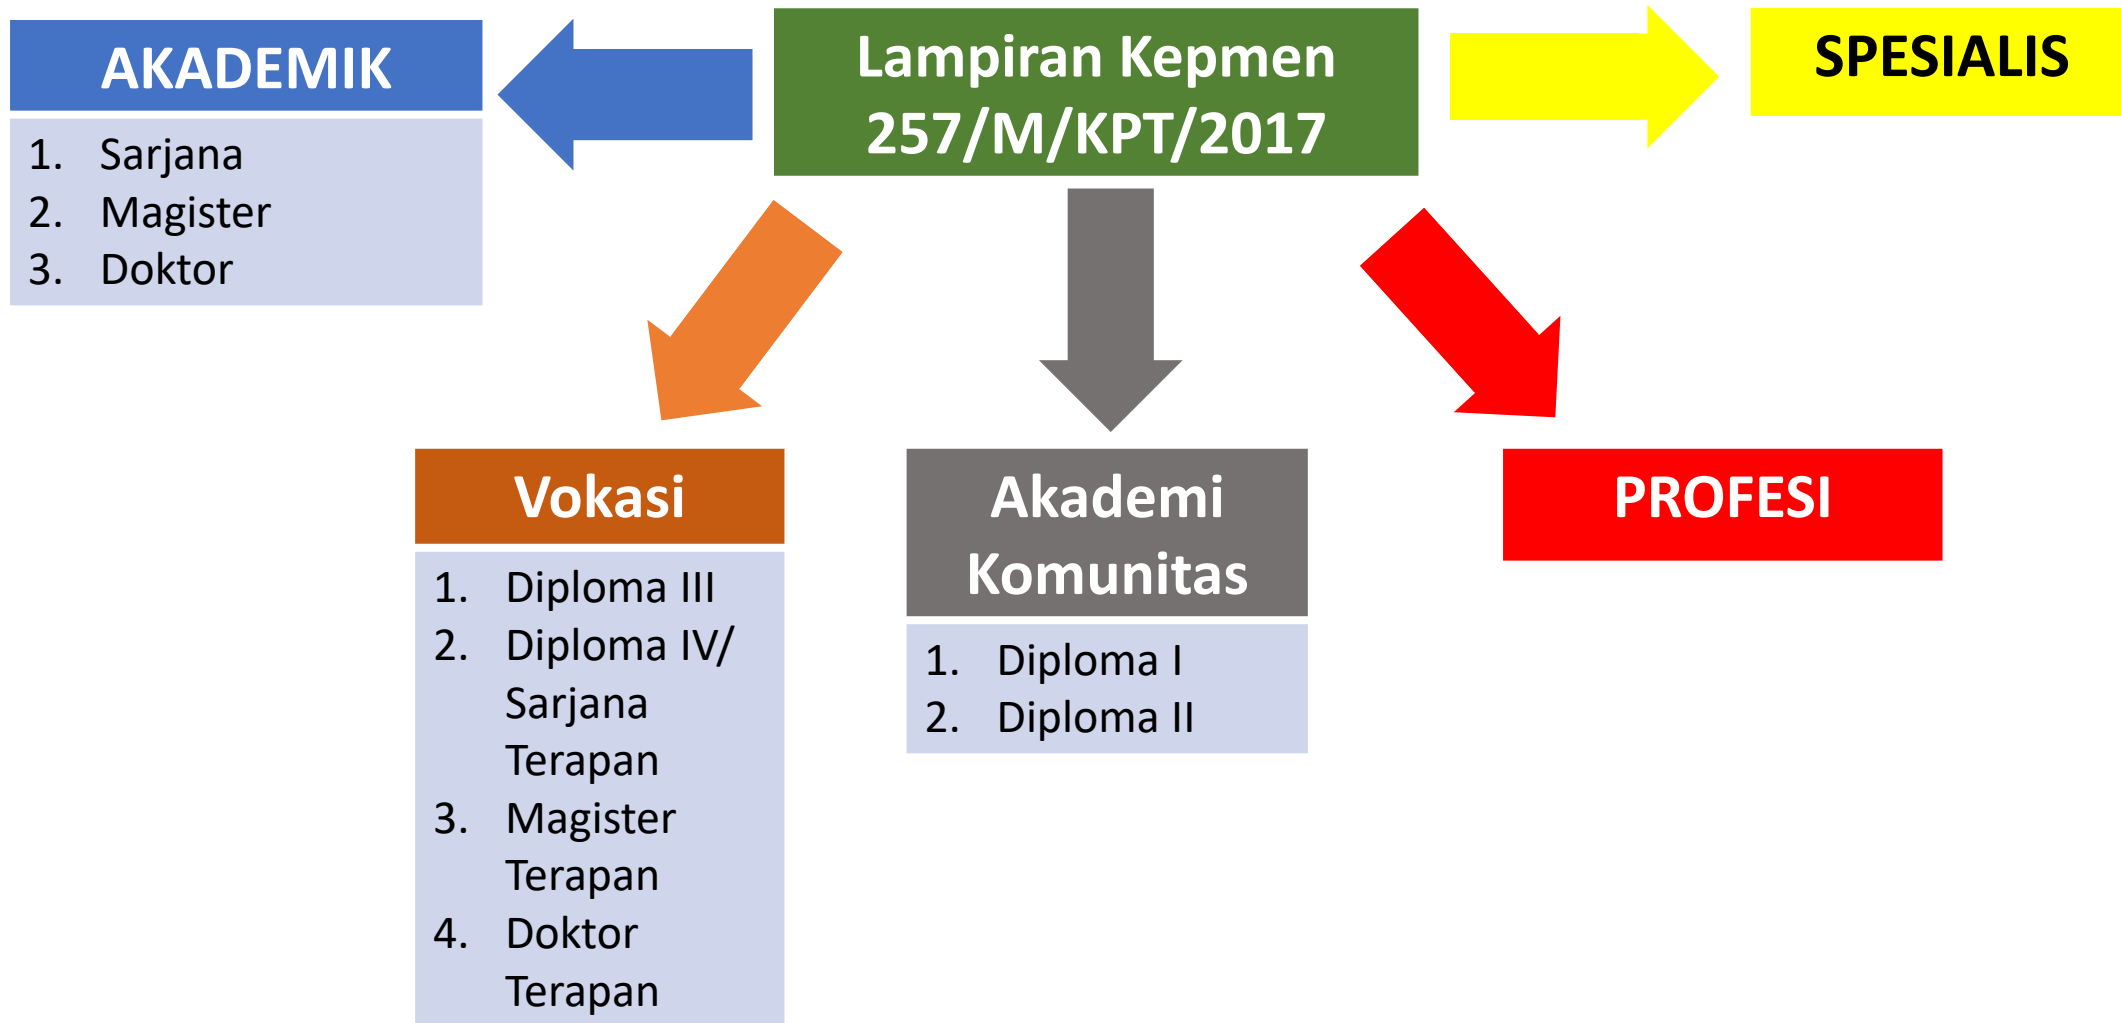 Lampiran Kepmen
257/M/KPT/2017
AKADEMIK
1. Sarjana
2. Magister
3. Doktor
SPESIALIS
Vokasi
1. Diploma III
2. Diploma IV/
Sarjana
Terapan
3. Magister
Terapan
4. Doktor
Terapan
Akademi
Komunitas
1. Diploma I
2. Diploma II
PROFESI